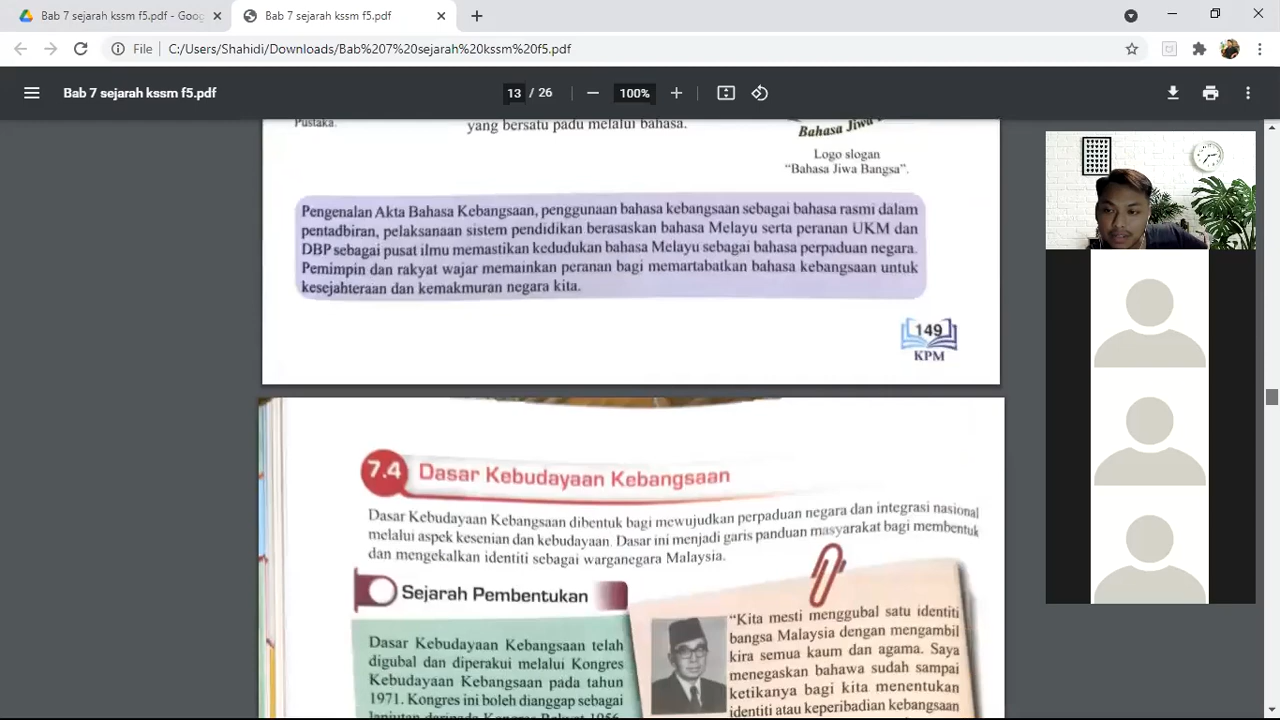 Bab 7 sejarah kssm f5.pdf - Goog
Bab 7 sejarah kssm f5.pdf
File
C:/Users/Shahidi/Downloads/Bab%207%20sejarah%20kssm%20f5.pdf
Bab 7 sejarah kssm f5.pdf
13 / 26
100%
Pustaka.
yang bersatu padu melalui bahasa.
Bahasa Jiwa
Logo slogan
“Bahasa Jiwa Bangsa”.
Pengenalan Akta Bahasa Kebangsaan, penggunaan bahasa kebangsaan sebagai bahasa rasmi dalam
pentadbiran, pelaksanaan sistem pendidikan berasaskan bahasa Melayu serta peranan UKM dan
DBP sebagai pusat ilmu memastikan kedudukan bahasa Melayu sebagai bahasa perpaduan negara.
Pemimpin dan rakyat wajar memainkan peranan bagi memartabatkan bahasa kebangsaan untuk
kesejahteraan dan kemakmuran negara kita.
149
KPM
7.4 Dasar Kebudayaan Kebangsaan
Dasar Kebudayaan Kebangsaan dibentuk bagi mewujudkan perpaduan negara dan integrasi nasional
melalui aspek kesenian dan kebudayaan. Dasar ini menjadi garis panduan masyarakat bagi membentuk
dan mengekalkan identiti sebagai warganegara Malaysia.
Sejarah Pembentukan
Dasar Kebudayaan Kebangsaan telah
digubal dan diperakui melalui Kongres
Kebudayaan Kebangsaan pada tahun
1971. Kongres ini boleh dianggap sebagai
lanjutan daripada Kongres Rakyat 1956
“Kita mesti menggubal satu identiti
bangsa Malaysia dengan mengambil
kira semua kaum dan agama. Saya
menegaskan bahawa sudah sampai
ketikanya bagi kita menentukan
identiti atau keperibadian kebangsaan